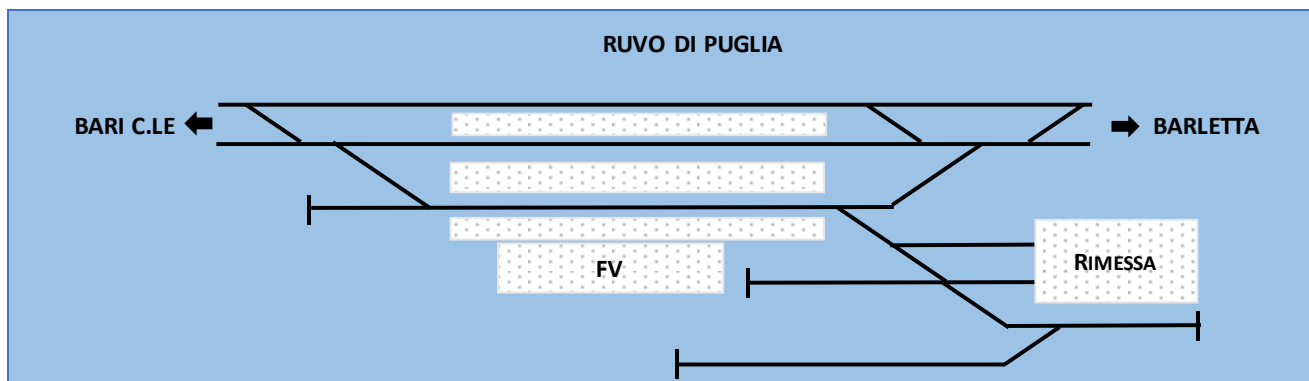 RUVO DI PUGLIA
BARI C.LE
BARLETTA
FV
RIMESSA